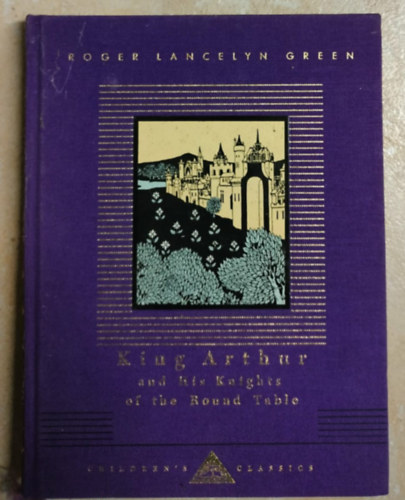 ROGER LANCELYN GREEN
King Arthur
and his Knights
of the Round Table
CHILDREN'S CLASSICS